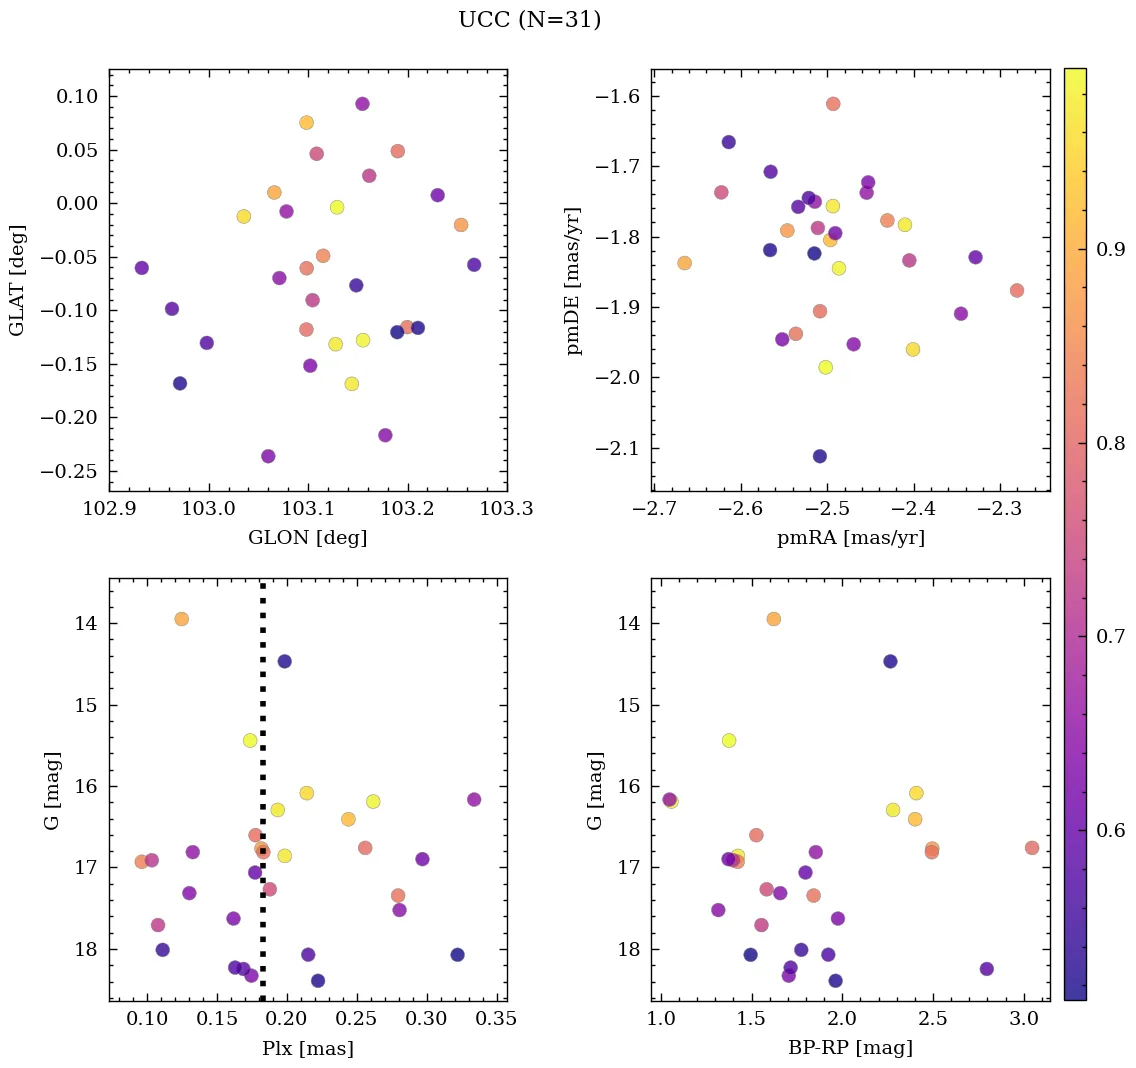 UCC (N=31)
0.10
0.05
0.00
−0.05
−0.10
−0.15
−0.20
−0.25
GLAT [deg]
102.9 103.0 103.1 103.2 103.3
GLON [deg]
−1.6
−1.7
−1.8
−1.9
−2.0
−2.1
pmDE [mas/yr]
−2.7 −2.6 −2.5 −2.4 −2.3
pmRA [mas/yr]
0.9
0.8
0.7
0.6
14
15
16
17
18
G [mag]
0.10 0.15 0.20 0.25 0.30 0.35
Plx [mas]
14
15
16
17
18
G [mag]
1.0 1.5 2.0 2.5 3.0
BP-RP [mag]